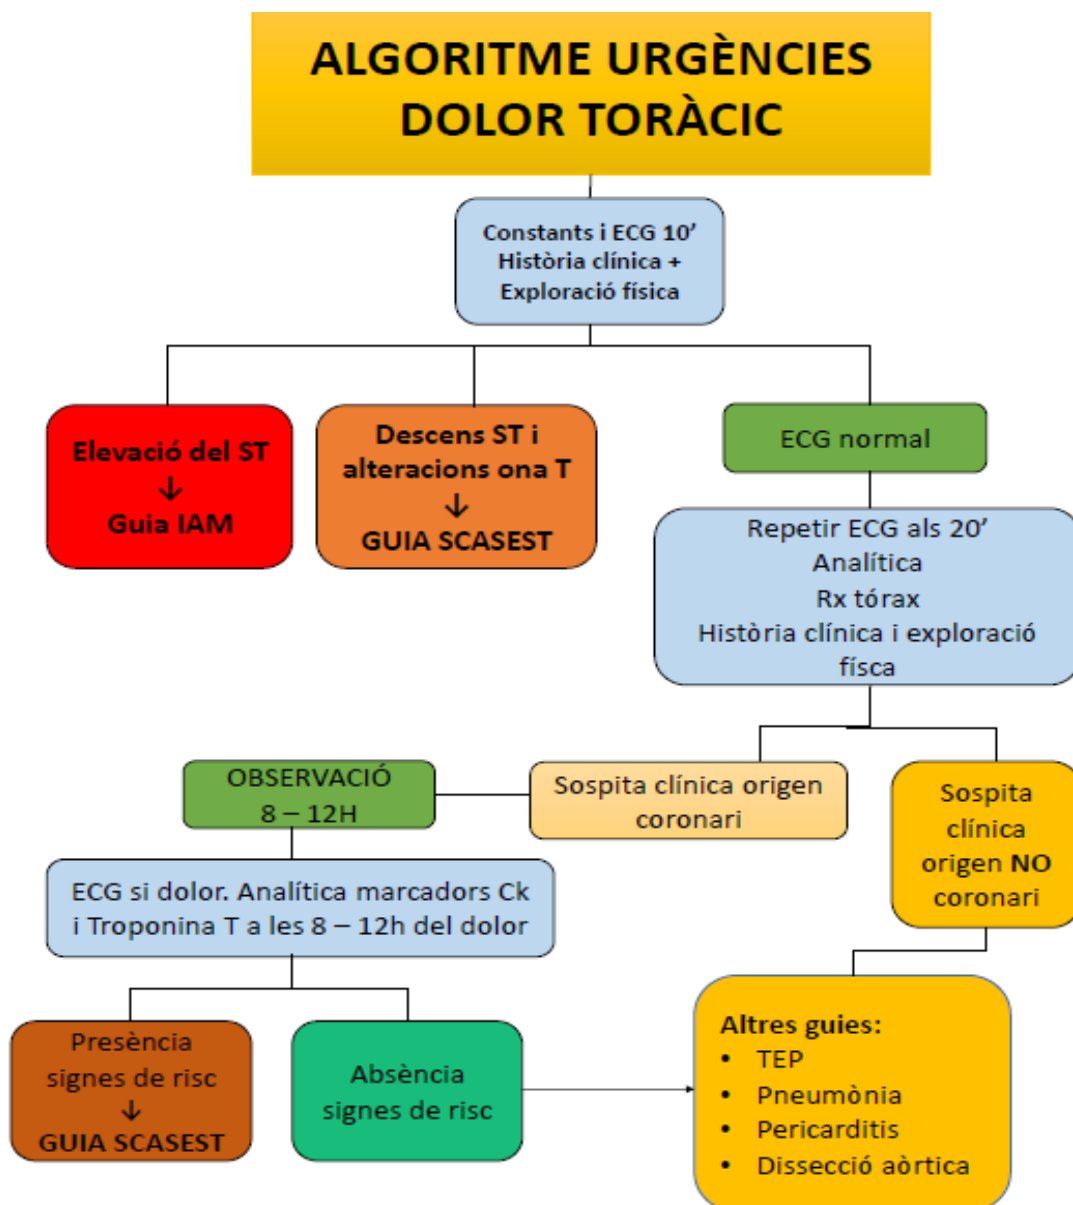 ALGORITME URGÈNCIES
DOLOR TORÀCIC
Constants i ECG 10’
Història clínica +
Exploració física
Elevació del ST
↓
Guia IAM
Descens ST i
alteracions ona T
↓
GUIA SCASEST
ECG normal
Repetir ECG als 20’
Analítica
Rx tórax
Història clínica i exploració
físca
OBSERVACIÓ
8 – 12H
Sospita clínica origen
coronari
Sospita
clínica
origen NO
coronari
ECG si dolor. Analítica marcadors Ck
i Troponina T a les 8 – 12h del dolor
Presència
signes de risc
↓
GUIA SCASEST
Absència
signes de risc
Altres guies:
• TEP
• Pneumònia
• Pericarditis
• Dissecció aòrtica